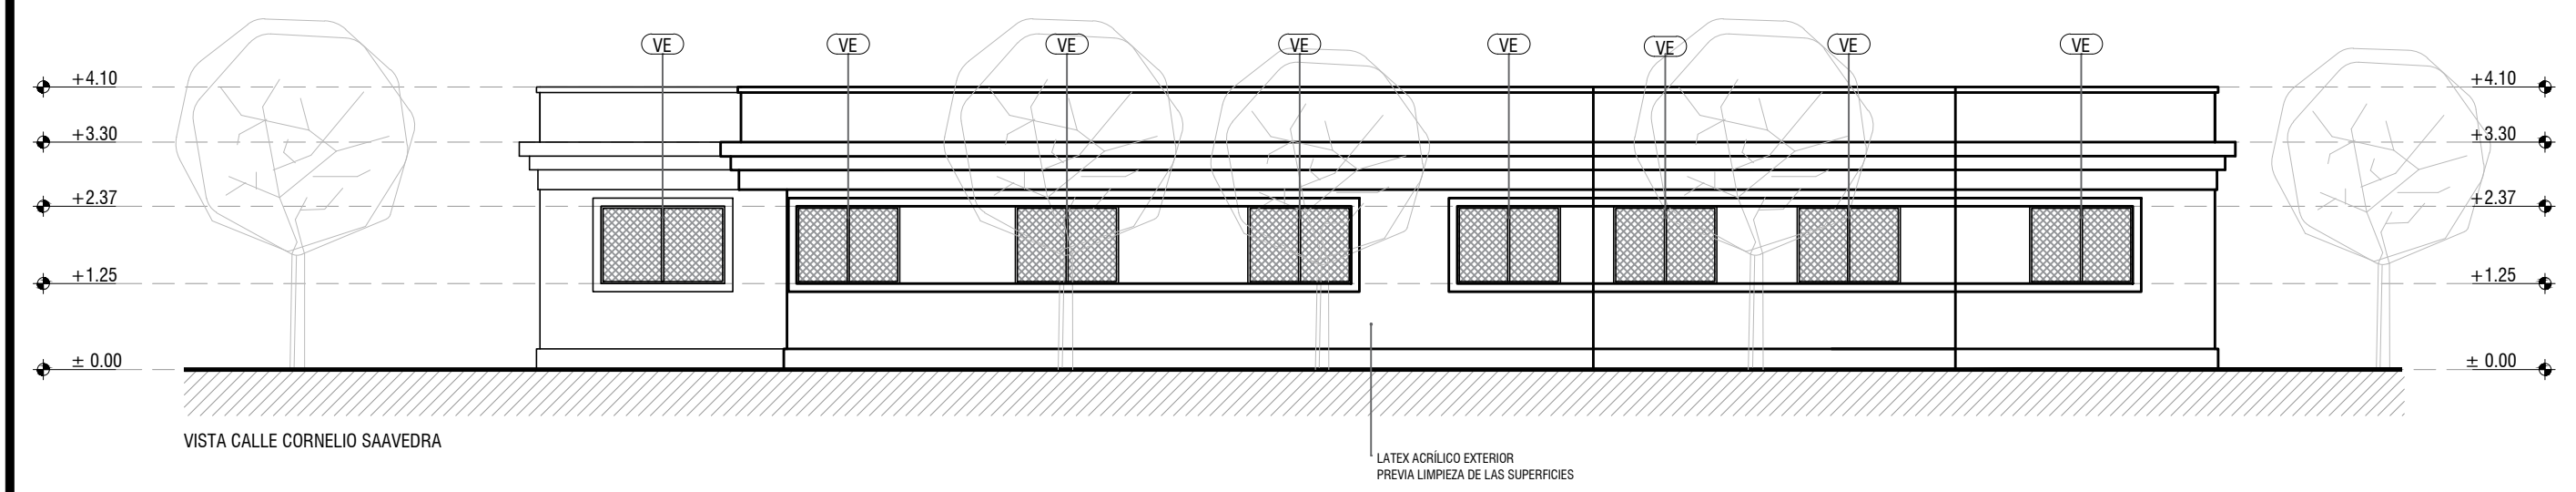 VE VE VE VE VE VE VE VE
+4.10 +4.10
+3.30 +3.30
+2.37 +2.37
+1.25 +1.25
± 0.00 ± 0.00
VISTA CALLE CORNELIO SAAVEDRA
LATEX ACRÍLICO EXTERIOR
PREVIA LIMPIEZA DE LAS SUPERFICIES